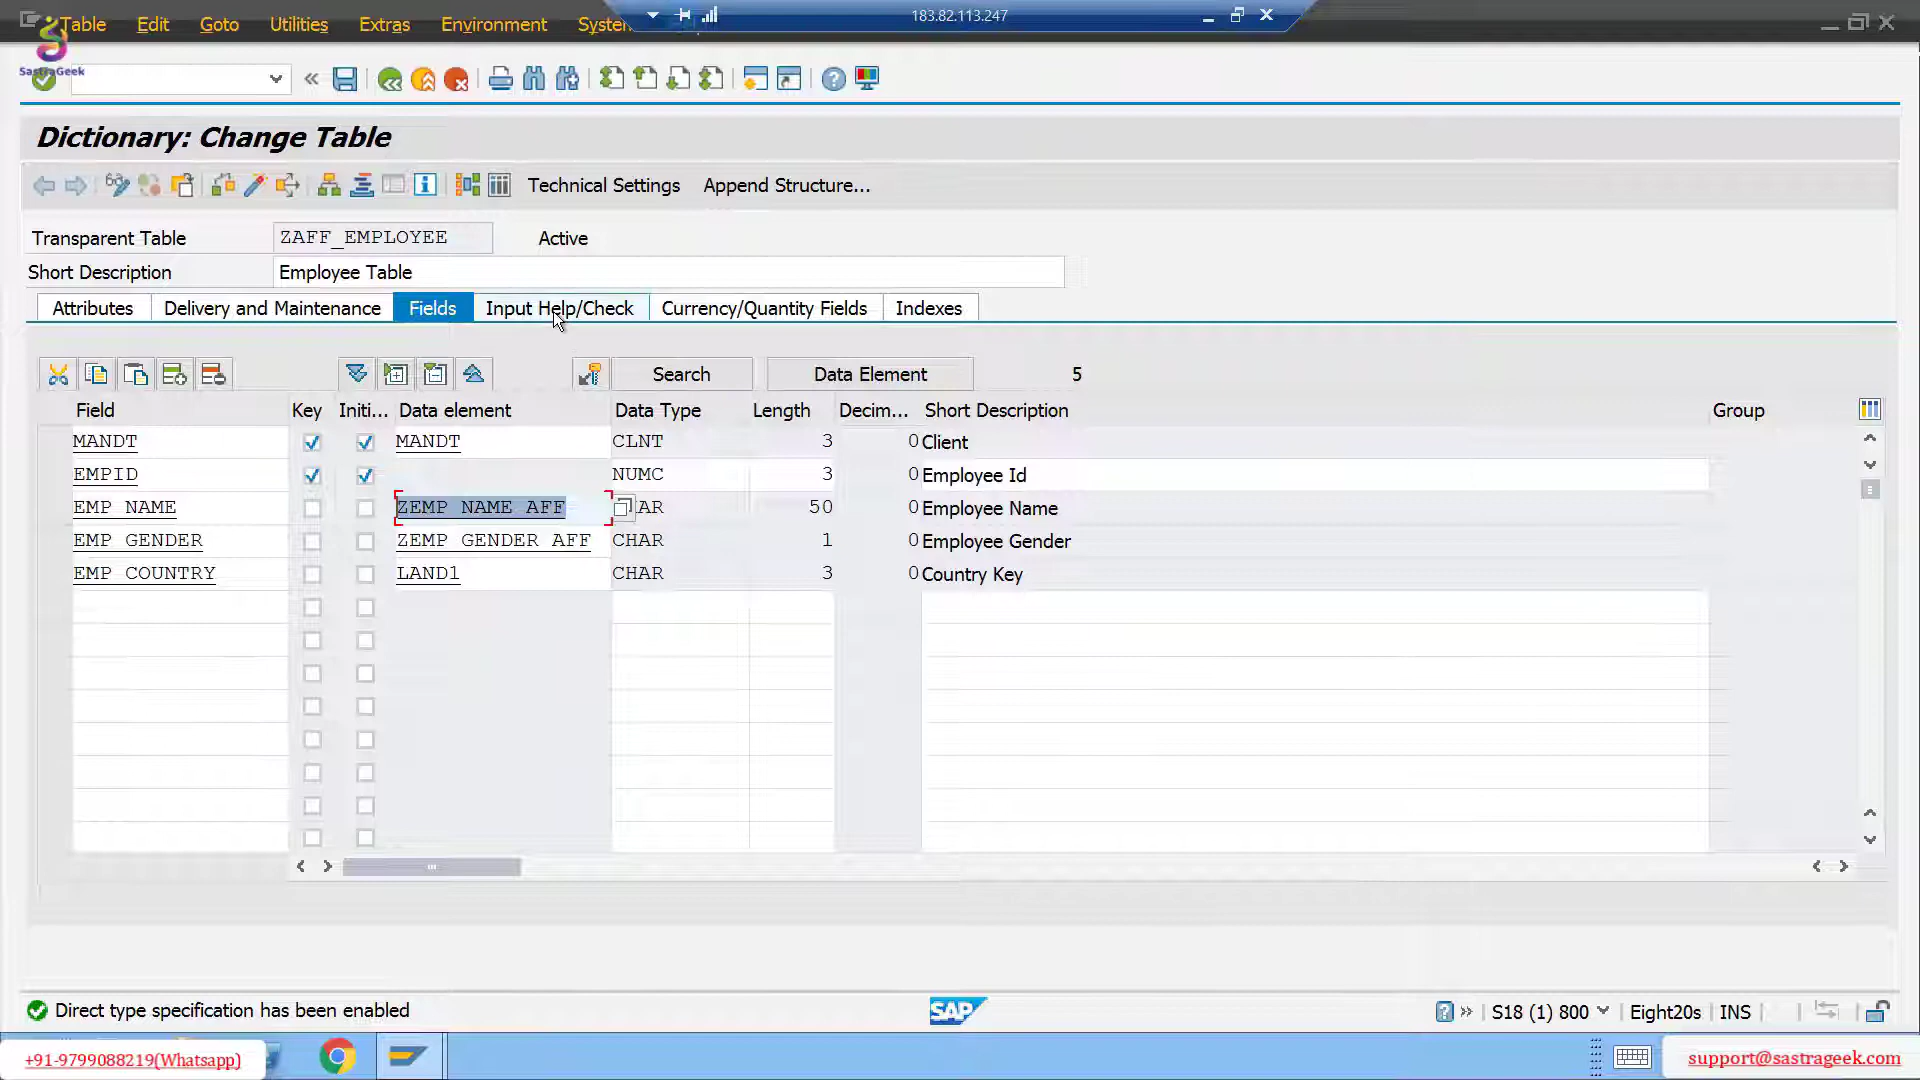 Table Edit Goto Utilities Extras Environment System 183.82.113.247
SastraGeek
Dictionary: Change Table
Technical Settings Append Structure...
Transparent Table ZAFF_EMPLOYEE Active
Short Description Employee Table
Attributes Delivery and Maintenance Fields Input Help/Check Currency/Quantity Fields Indexes
Search Data Element 5
Field Key Initi... Data element Data Type Length Decim... Short Description Group
MANDT MANDT CLNT 3 0 Client
EMPID NUMC 3 0 Employee Id
EMP_NAME ZEMP_NAME_AFF AR 50 0 Employee Name
EMP_GENDER ZEMP_GENDER_AFF CHAR 1 0 Employee Gender
EMP_COUNTRY LAND1 CHAR 3 0 Country Key
Direct type specification has been enabled SAP S18 (1) 800 Eight20s INS
+91-9799088219(Whatsapp) support@sastrageek.com